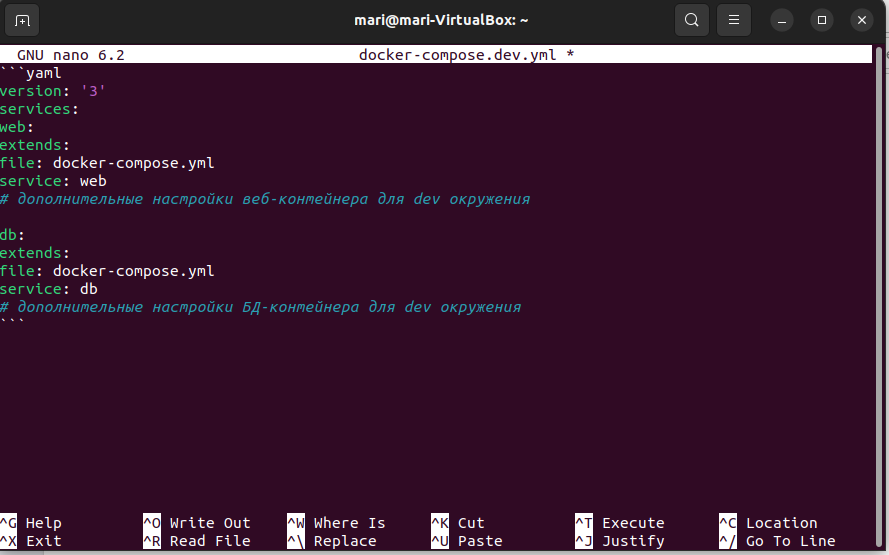 mari@mari-VirtualBox: ~
GNU nano 6.2 docker-compose.dev.yml *
```yaml
version: '3'
services:
web:
extends:
file: docker-compose.yml
service: web
# дополнительные настройки веб-контейнера для dev окружения
db:
extends:
file: docker-compose.yml
service: db
# дополнительные настройки БД-контейнера для dev окружения
```
^G Help ^O Write Out ^W Where Is ^K Cut ^T Execute ^C Location
^X Exit ^R Read File ^\ Replace ^U Paste ^J Justify ^/ Go To Line